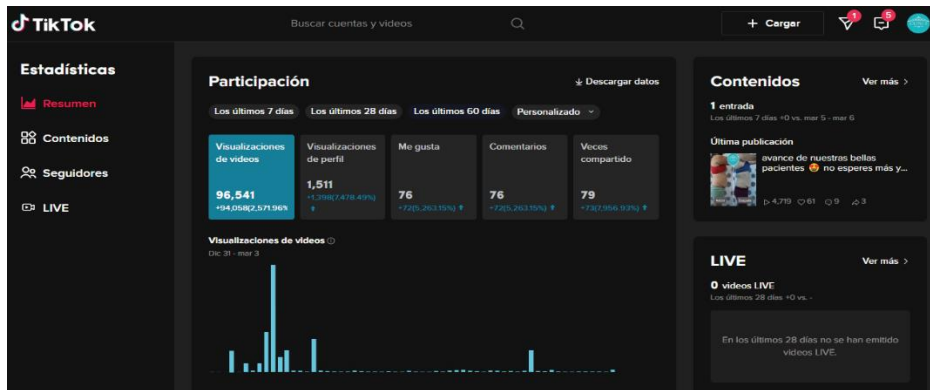 TikTok
Buscar cuentas y videos
+ Cargar
1
5
Estadísticas
Resumen
Contenidos
Seguidores
LIVE
Participación
Descargar datos
Los últimos 7 días
Los últimos 28 días
Los últimos 60 días
Personalizado
Visualizaciones de videos
96,541
+94,058(2,571.96%
Visualizaciones de perfil
1,511
+1,398(7,478.49%)
Me gusta
76
+72(5,263.15%)
Comentarios
76
+72(5,263.15%)
Veces compartido
79
+73(7,956.93%)
Visualizaciones de videos
Dic 31 - mar 3
Contenidos
Ver más >
1 entrada
Los últimos 7 días +0 vs. mar 5 - mar 6
Última publicación
avance de nuestras bellas
pacientes 🤩 no esperes más y...
4,719 61 9 3
LIVE
Ver más >
0 videos LIVE
Los últimos 28 días +0 vs. -
En los últimos 28 días no se han emitido
videos LIVE.